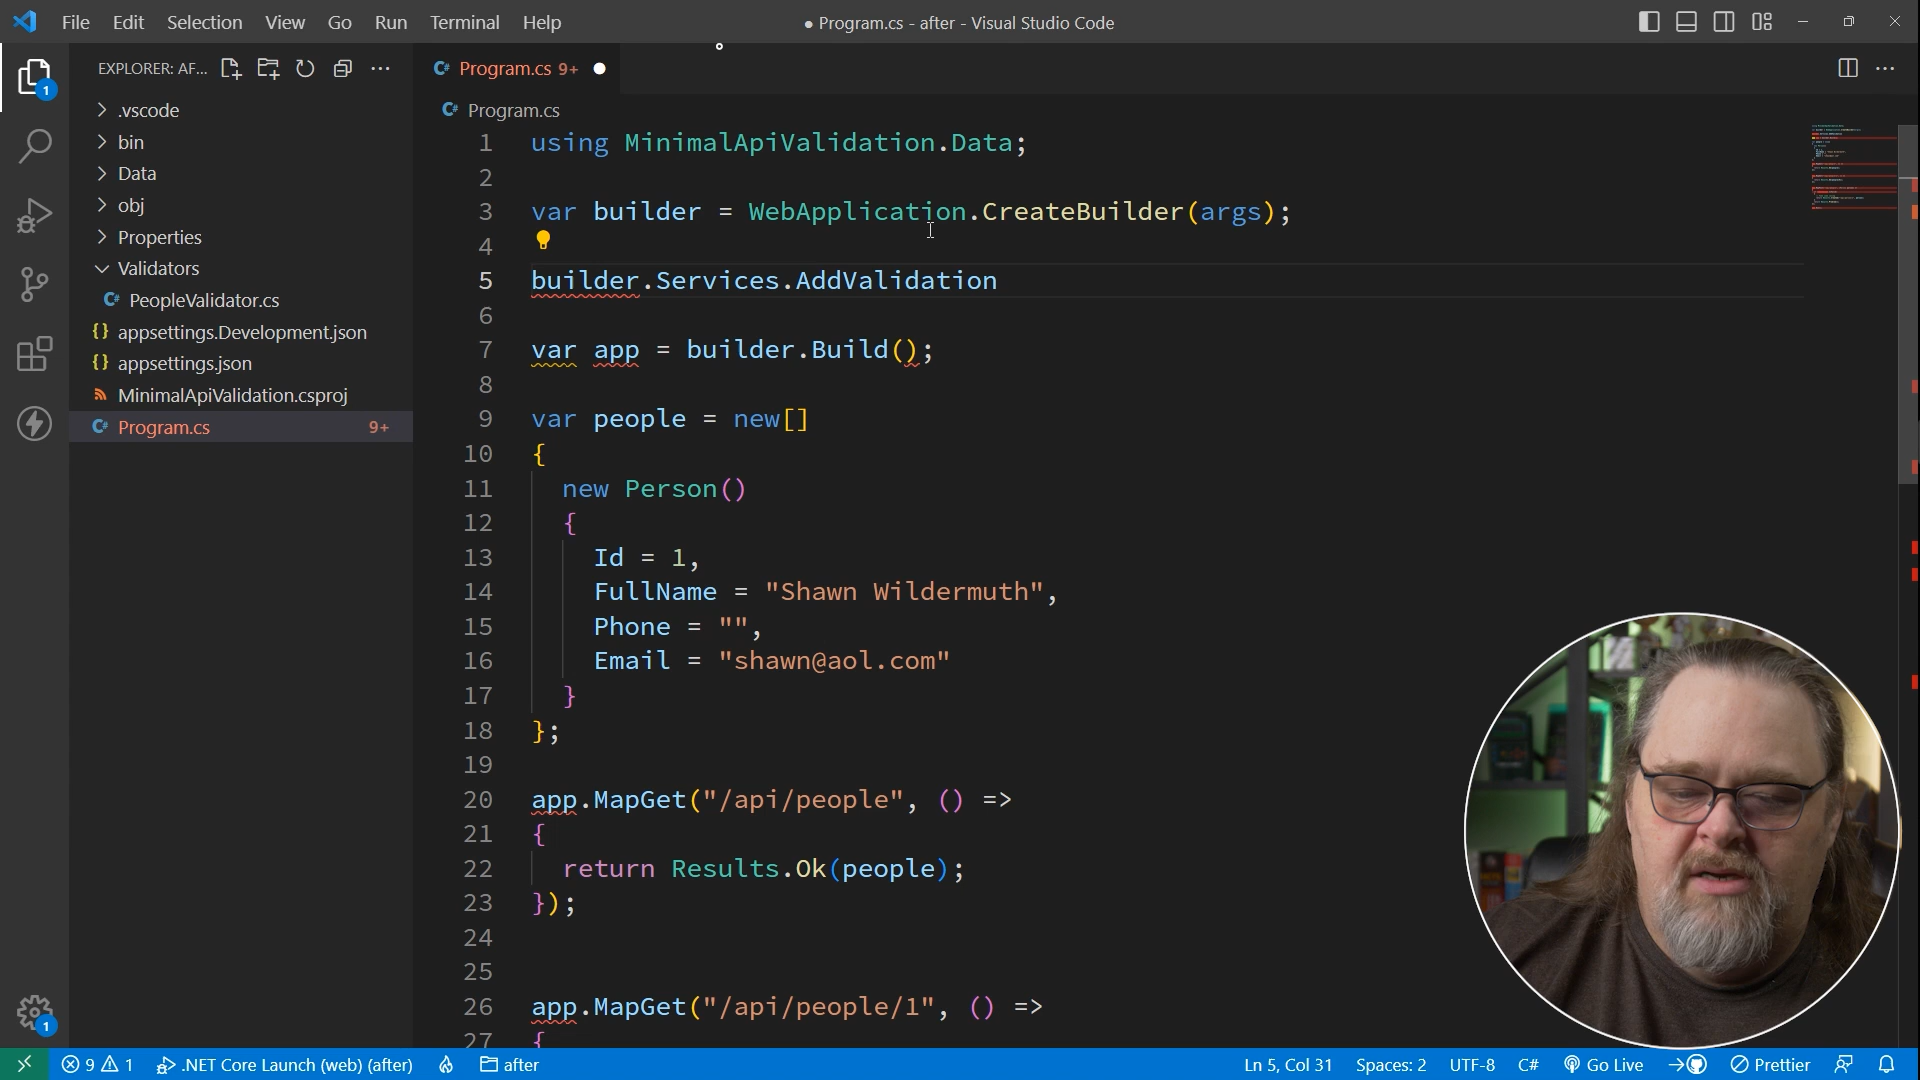 File Edit Selection View Go Run Terminal Help
● Program.cs - after - Visual Studio Code
EXPLORER: AF...
1
.vscode
bin
Data
obj
Properties
Validators
C# PeopleValidator.cs
{} appsettings.Development.json
{} appsettings.json
MinimalApiValidation.csproj
C# Program.cs 9+
1
C# Program.cs 9+
C# Program.cs
1 using MinimalApiValidation.Data;
2
3 var builder = WebApplication.CreateBuilder(args);
4
5 builder.Services.AddValidation
6
7 var app = builder.Build();
8
9 var people = new[]
10 {
11 new Person()
12 {
13 Id = 1,
14 FullName = "Shawn Wildermuth",
15 Phone = "",
16 Email = "shawn@aol.com"
17 }
18 };
19
20 app.MapGet("/api/people", () =>
21 {
22 return Results.Ok(people);
23 });
24
25
26 app.MapGet("/api/people/1", () =>
27 {
9 1 .NET Core Launch (web) (after) after
Ln 5, Col 31 Spaces: 2 UTF-8 C# Go Live Prettier